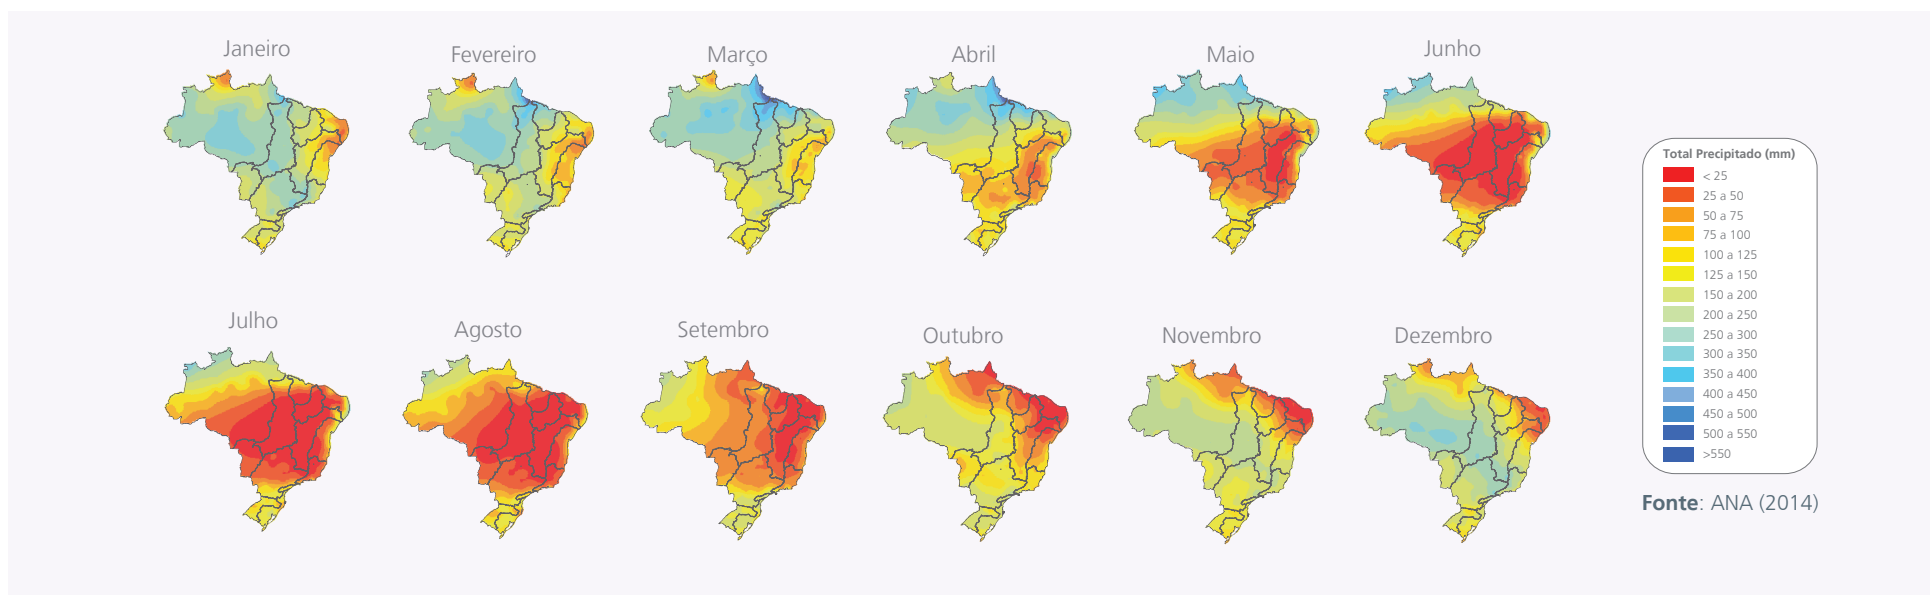 Janeiro
Fevereiro
Março
Abril
Maio
Junho
Julho
Agosto
Setembro
Outubro
Novembro
Dezembro
Total Precipitado (mm)
< 25
25 a 50
50 a 75
75 a 100
100 a 125
125 a 150
150 a 200
200 a 250
250 a 300
300 a 350
350 a 400
400 a 450
450 a 500
500 a 550
>550
Fonte: ANA (2014)